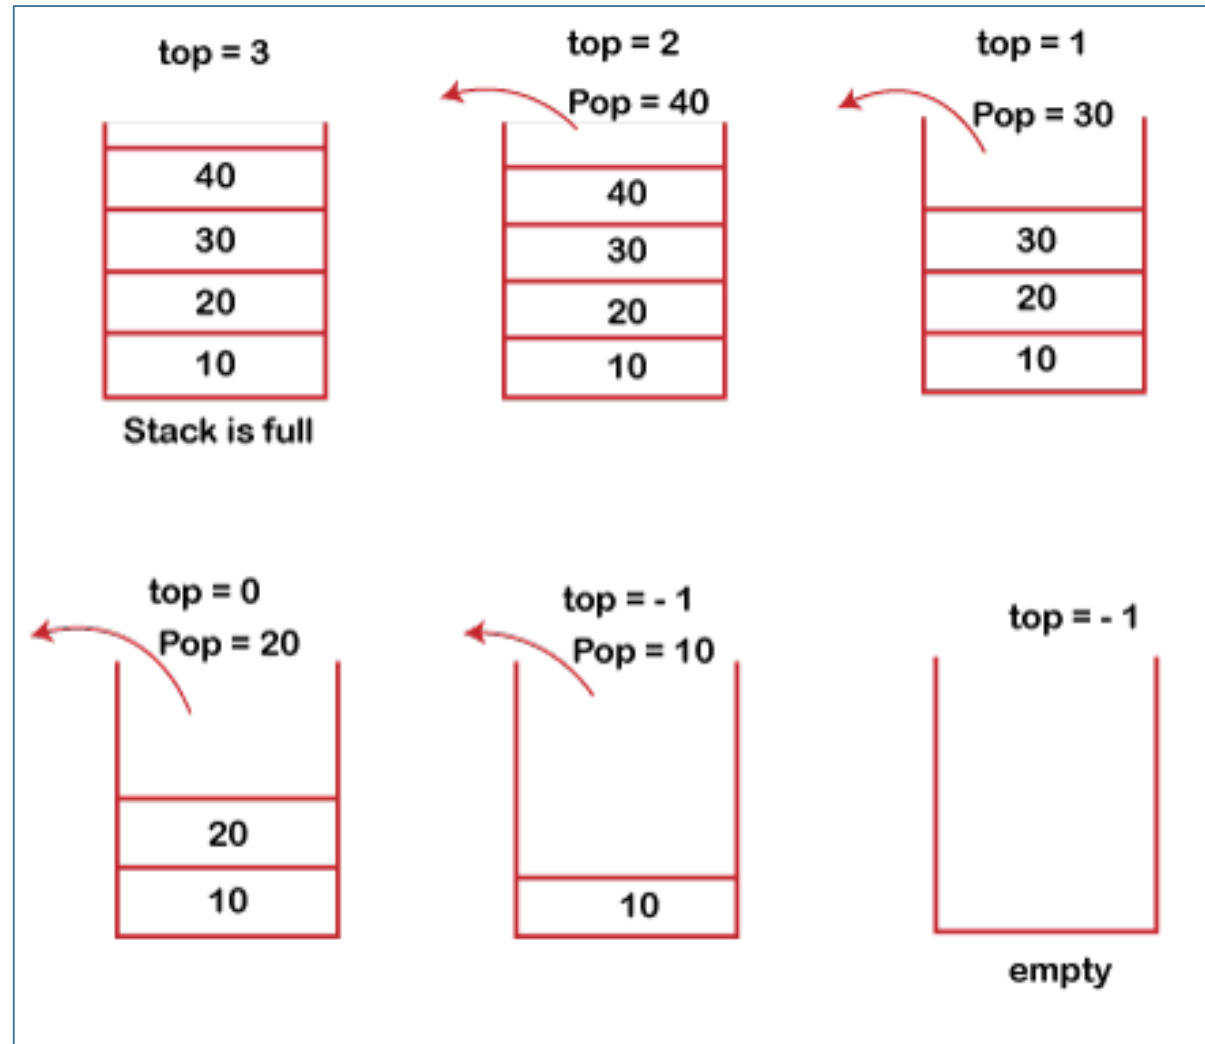 top = 3
40
30
20
10
Stack is full
top = 2
Pop = 40
40
30
20
10
top = 1
Pop = 30
30
20
10
top = 0
Pop = 20
20
10
top = - 1
Pop = 10
10
top = - 1
empty